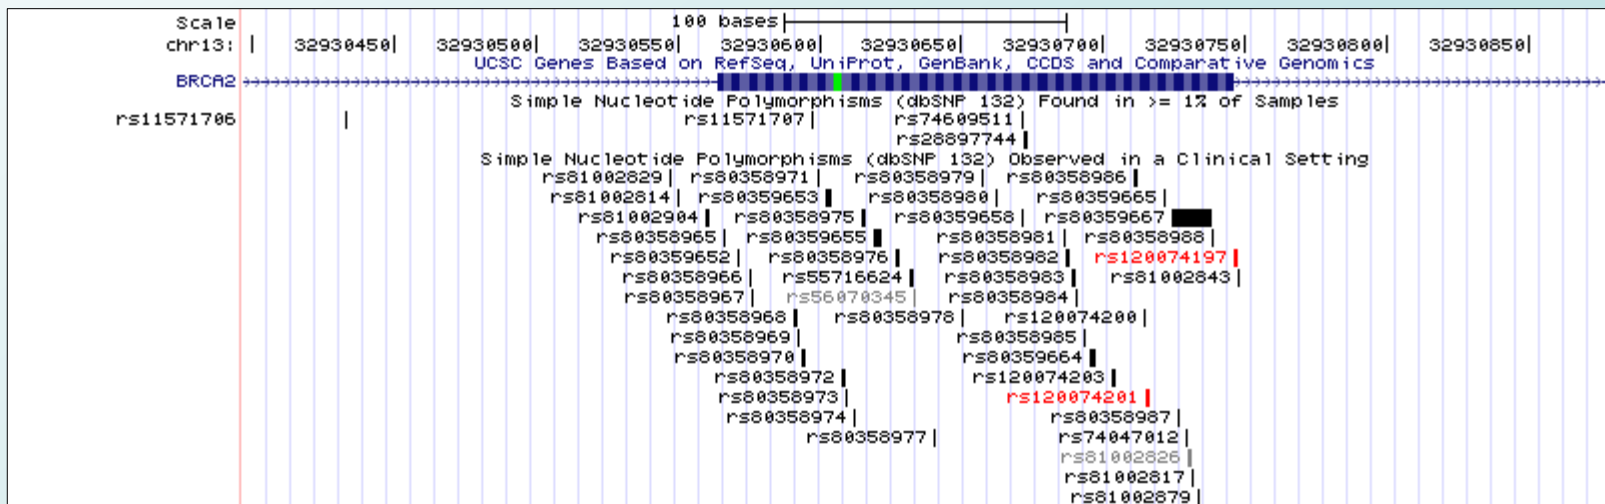 Scale 100 bases
chr13: 32930450 32930500 32930550 32930600 32930650 32930700 32930750 32930800 32930850
UCSC Genes Based on RefSeq, UniProt, GenBank, CCDS and Comparative Genomics
BRCA2
Simple Nucleotide Polymorphisms (dbSNP 132) Found in >= 1% of Samples
rs11571706 rs11571707 rs74609511
rs28897744
Simple Nucleotide Polymorphisms (dbSNP 132) Observed in a Clinical Setting
rs81002829 rs80358971 rs80358979 rs80358986
rs81002814 rs80359653 rs80358980 rs80359665
rs81002904 rs80358975 rs80359658 rs80359667
rs80358965 rs80359655 rs80358981 rs80358988
rs80359652 rs80358976 rs80358982 rs120074197
rs80358966 rs55716624 rs80358983 rs81002843
rs80358967 rs56070345 rs80358984
rs80358968 rs80358978 rs120074200
rs80358969 rs80358985
rs80358970 rs80359664
rs80358972 rs120074203
rs80358973 rs120074201
rs80358974 rs80358987
rs80358977 rs74047012
rs81002826
rs81002817
rs81002879